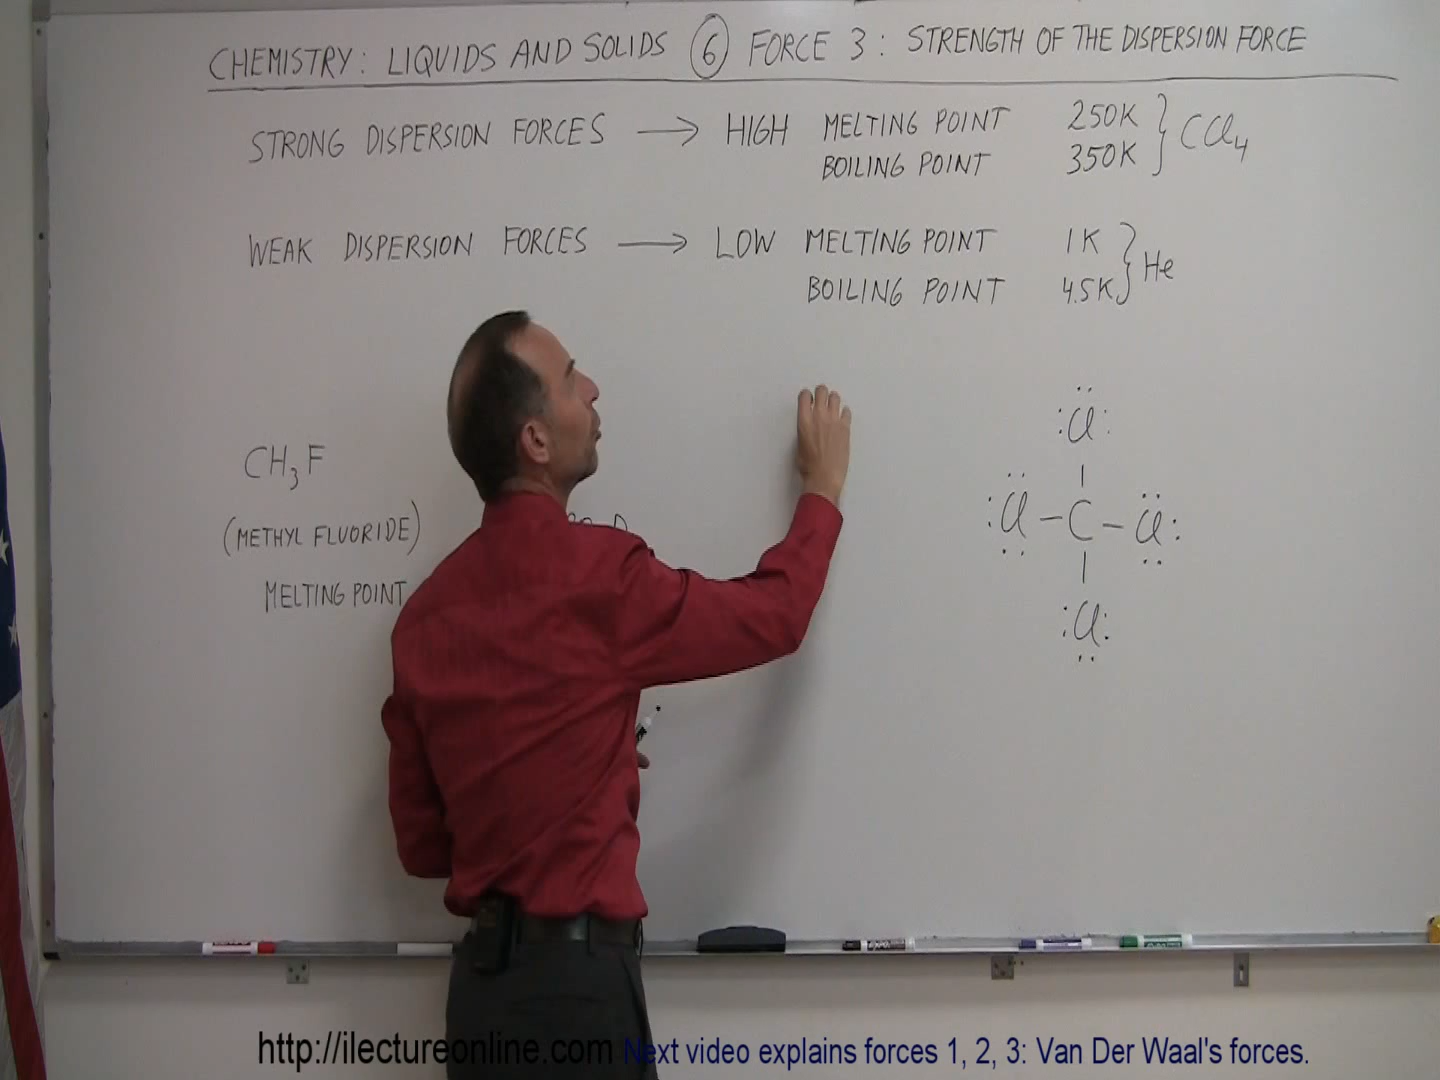 CHEMISTRY: LIQUIDS AND SOLIDS 6 FORCE 3: STRENGTH OF THE DISPERSION FORCE
STRONG DISPERSION FORCES → HIGH MELTING POINT 250K } CCl4
BOILING POINT 350K
WEAK DISPERSION FORCES → LOW MELTING POINT 1K } He
BOILING POINT 4.5K
CH3F
(METHYL FLUORIDE)
MELTING POINT
Cl
Cl – C – Cl
Cl
EXPO
http://ilectureonline.com Next video explains forces 1, 2, 3: Van Der Waal's forces.